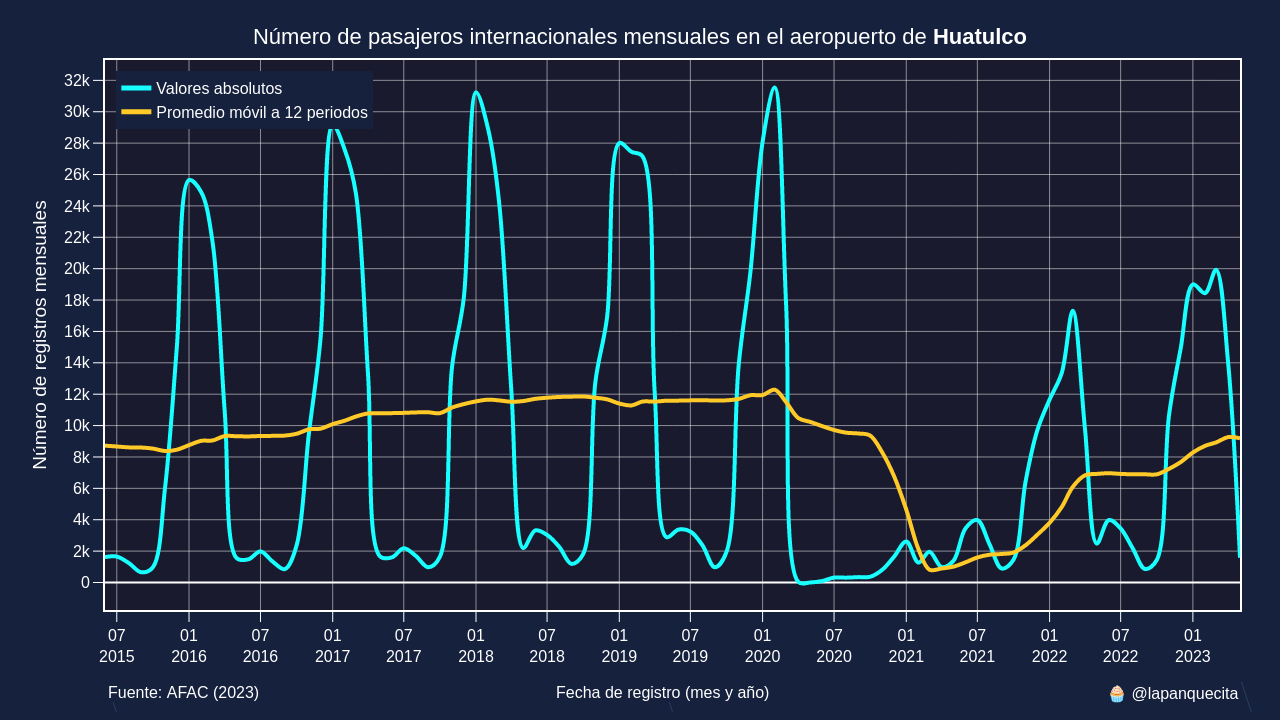 Número de pasajeros internacionales mensuales en el aeropuerto de Huatulco
Valores absolutos
Promedio móvil a 12 periodos
Número de registros mensuales
32k
30k
28k
26k
24k
22k
20k
18k
16k
14k
12k
10k
8k
6k
4k
2k
0
07 01 07 01 07 01 07 01 07 01 07 01 07 01 07 01
2015 2016 2016 2017 2017 2018 2018 2019 2019 2020 2020 2021 2021 2022 2022 2023
Fuente: AFAC (2023) Fecha de registro (mes y año) 🧁 @lapanquecita